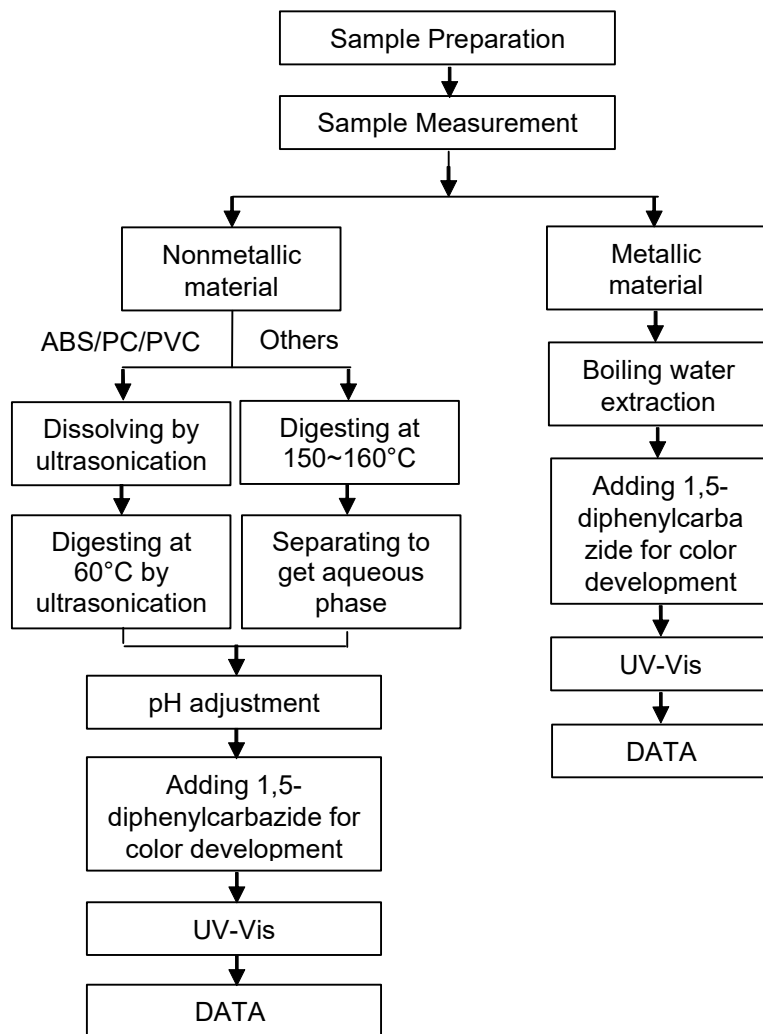 Sample Preparation
Sample Measurement
Nonmetallic
material
ABS/PC/PVC
Others
Dissolving by
ultrasonication
Digesting at
150~160°C
Digesting at
60°C by
ultrasonication
Separating to
get aqueous
phase
pH adjustment
Adding 1,5-
diphenylcarbazide for
color development
UV-Vis
DATA
Metallic
material
Boiling water
extraction
Adding 1,5-
diphenylcarba
zide for color
development
UV-Vis
DATA